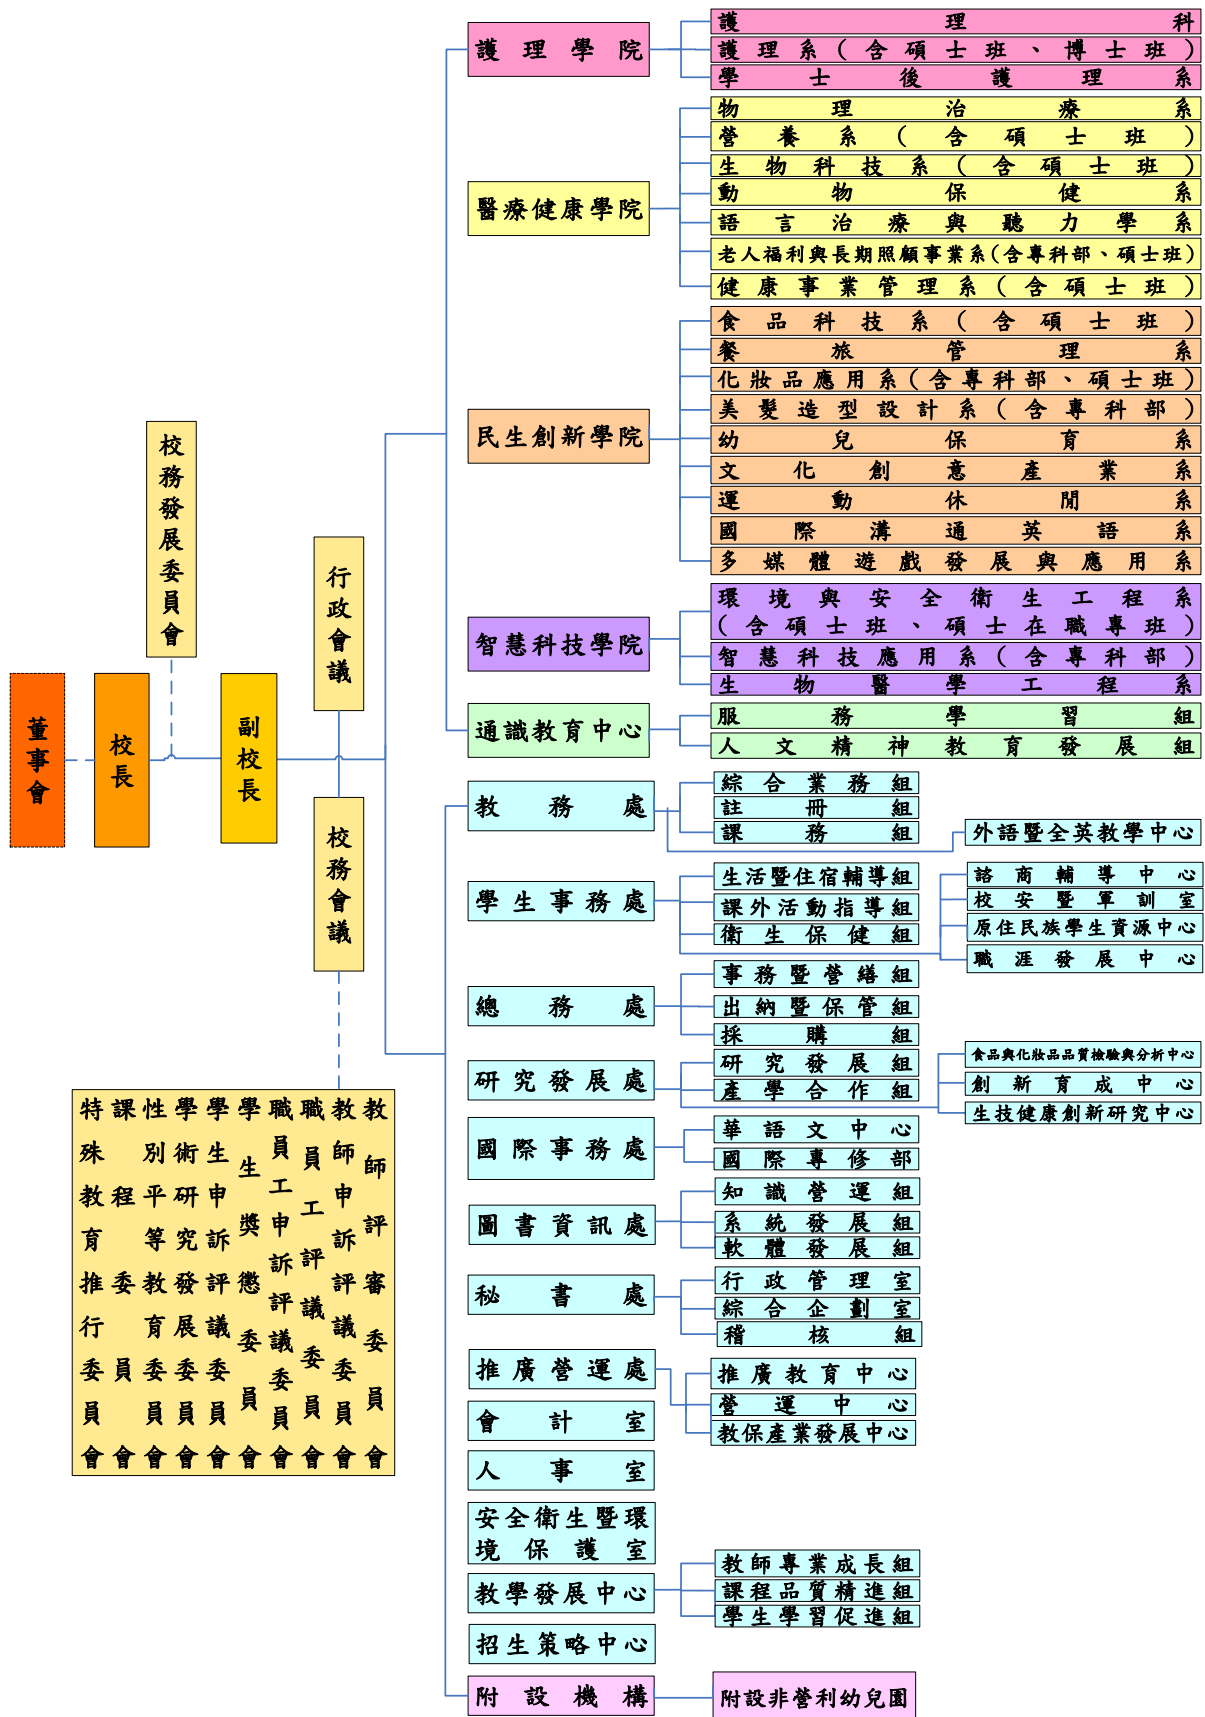 董事會
校長
校務發展委員會
副校長
行政會議
校務會議
特殊教育推行委員會
課程委員會
性別平等教育委員會
學術研究發展委員會
學生申訴評議委員會
學生獎懲委員會
職員工申訴評議委員會
職員工評議委員會
教師申訴評議委員會
教師評審委員會
護理學院
護理科
護理系(含碩士班、博士班)
學士後護理系
醫療健康學院
物理治療系
營養系(含碩士班)
生物科技系(含碩士班)
動物保健系
語言治療與聽力學系
老人福利與長期照顧事業系(含專科部、碩士班)
健康事業管理系(含碩士班)
民生創新學院
食品科技系(含碩士班)
餐旅管理系
化妝品應用系(含專科部、碩士班)
美髮造型設計系(含專科部)
幼兒保育系
文化創意產業系
運動休閒系
國際溝通英語系
多媒體遊戲發展與應用系
智慧科技學院
環境與安全衛生工程系
(含碩士班、碩士在職專班)
智慧科技應用系(含專科部)
生物醫學工程系
通識教育中心
服務學習組
人文精神教育發展組
教務處
綜合業務組
註冊組
課務組
外語暨全英教學中心
學生事務處
生活暨住宿輔導組
課外活動指導組
衛生保健組
諮商輔導中心
校安暨軍訓室
原住民族學生資源中心
職涯發展中心
總務處
事務暨營繕組
出納暨保管組
採購組
研究發展處
研究發展組
產學合作組
食品與化妝品品質檢驗與分析中心
創新育成中心
生技健康創新研究中心
國際事務處
華語文中心
國際專修部
圖書資訊處
知識營運組
系統發展組
軟體發展組
秘書處
行政管理室
綜合企劃室
稽核組
推廣營運處
推廣教育中心
營運中心
教保產業發展中心
會計室
人事室
安全衛生暨環
境保護室
教學發展中心
教師專業成長組
課程品質精進組
學生學習促進組
招生策略中心
附設機構
附設非營利幼兒園